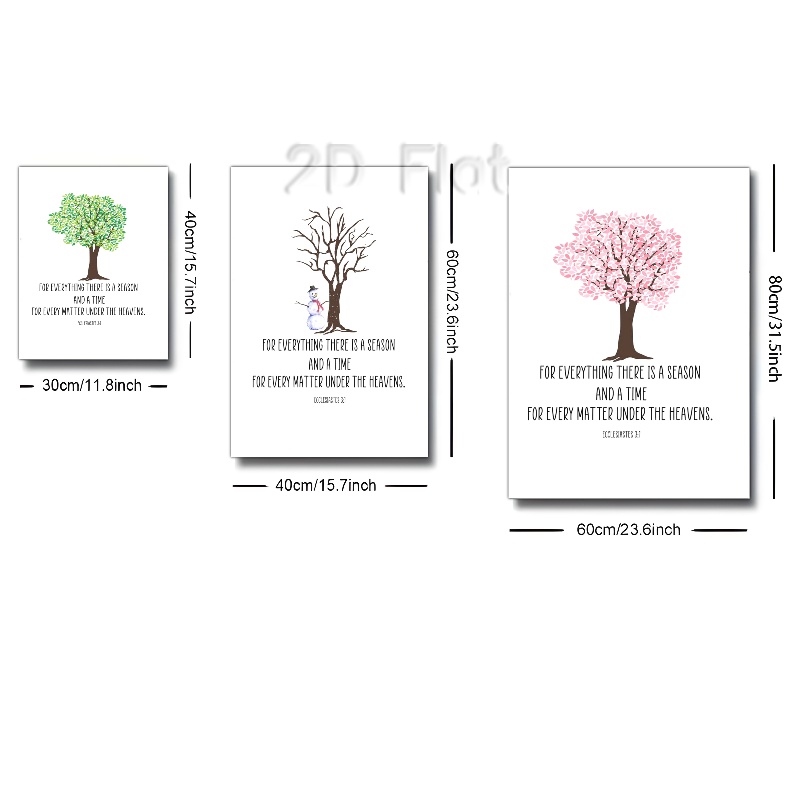 2D Flat
FOR EVERYTHING THERE IS A SEASON
AND A TIME
FOR EVERY MATTER UNDER THE HEAVENS.
40cm/15.7inch
30cm/11.8inch
FOR EVERYTHING THERE IS A SEASON
AND A TIME
FOR EVERY MATTER UNDER THE HEAVENS.
ECCLESIASTES 3:1
60cm/23.6inch
40cm/15.7inch
FOR EVERYTHING THERE IS A SEASON
AND A TIME
FOR EVERY MATTER UNDER THE HEAVENS.
ECCLESIASTES 3:1
80cm/31.5inch
60cm/23.6inch